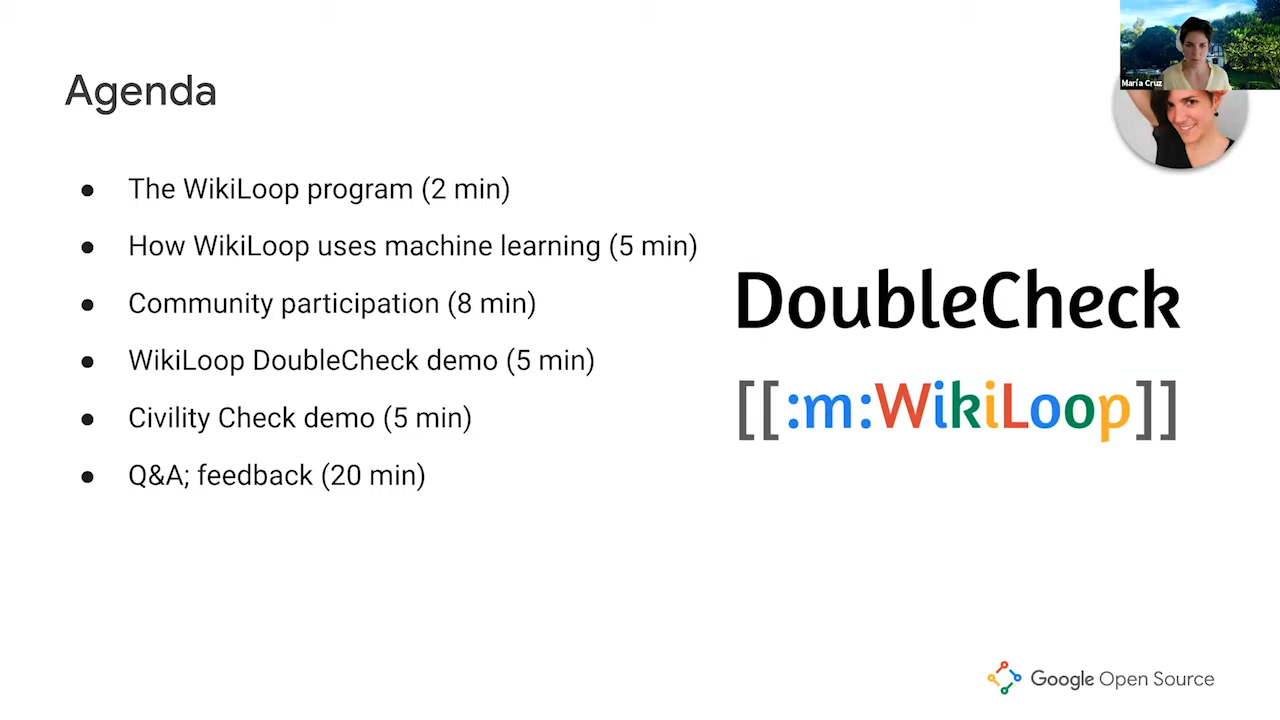 Agenda
María Cruz
● The WikiLoop program (2 min)
● How WikiLoop uses machine learning (5 min)
● Community participation (8 min)
● WikiLoop DoubleCheck demo (5 min)
● Civility Check demo (5 min)
● Q&A; feedback (20 min)
DoubleCheck
[[:m:WikiLoop]]
Google Open Source